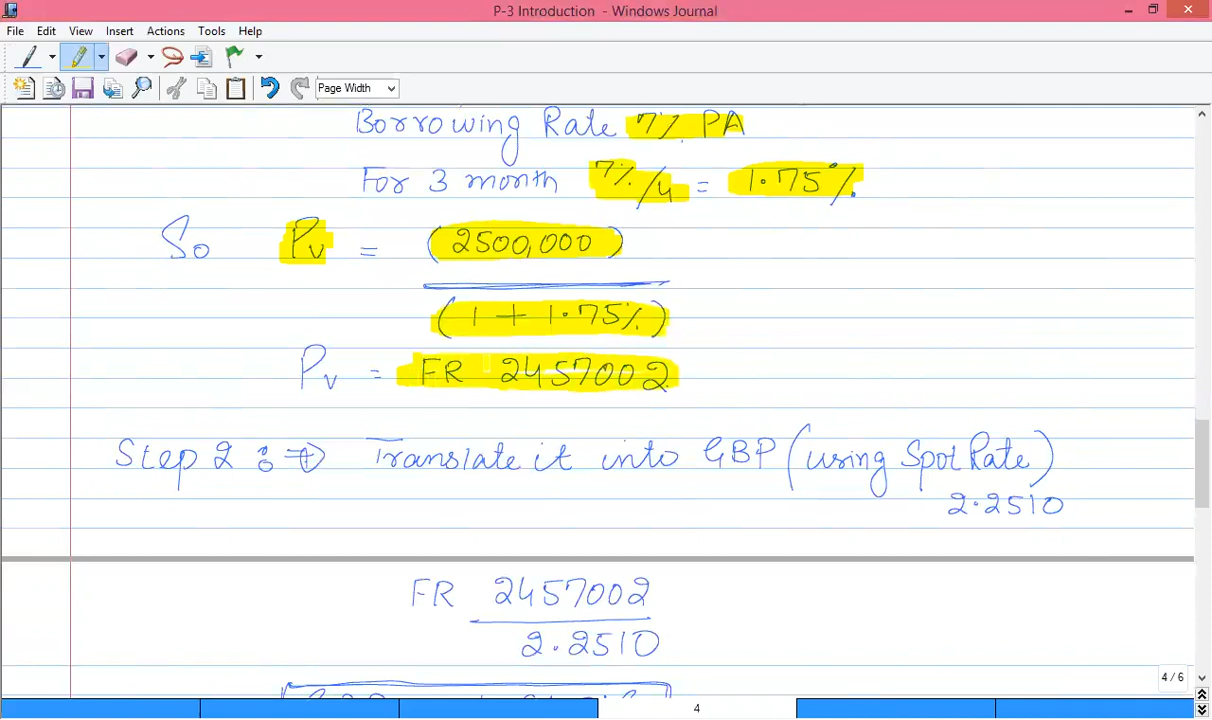 P-3 Introduction - Windows Journal
File Edit View Insert Actions Tools Help
Page Width
Borrowing Rate 7% PA
For 3 month 7%/4 = 1.75%
So Pv = (2500,000)
(1 + 1.75%)
Pv = FR 2457002
Step 2 : ⇒ Translate it into GBP (using Spot Rate)
2.2510
FR 2457002
2.2510
4 / 6
4